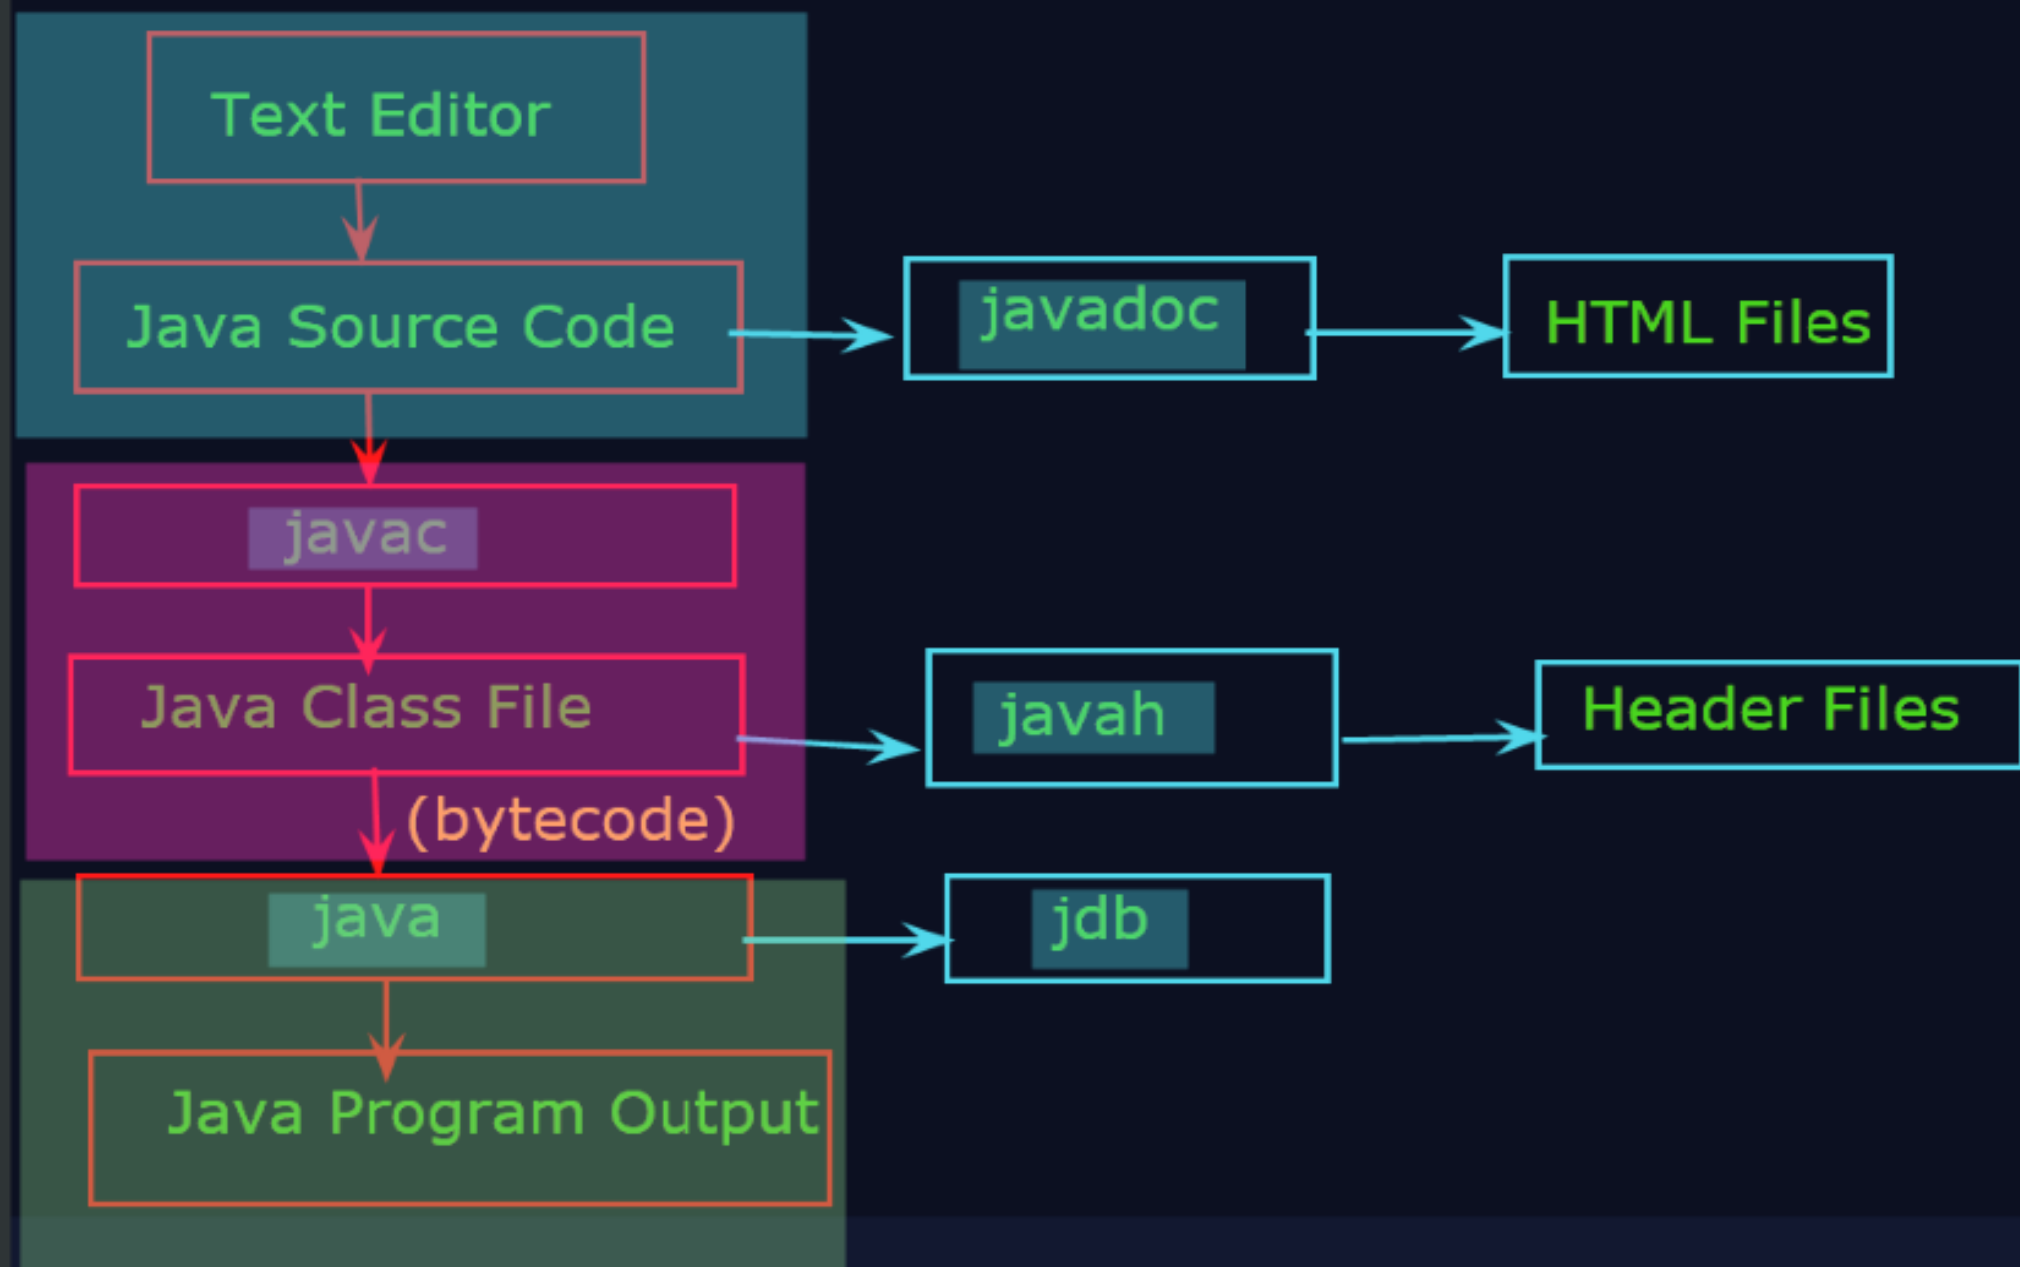 Text Editor
Java Source Code
javadoc
HTML Files
javac
Java Class File
javah
Header Files
(bytecode)
java
jdb
Java Program Output